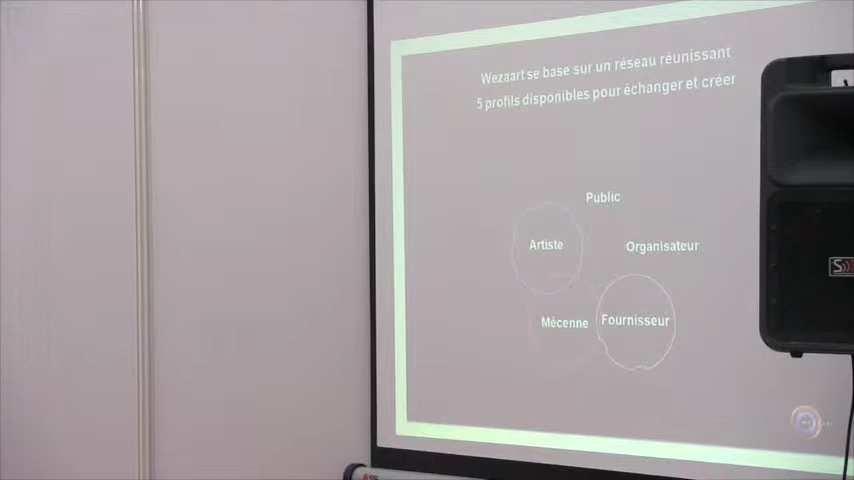 Wezaart se base sur un réseau réunissant
5 profils disponibles pour échanger et créer
Public
Artiste
Organisateur
Mécenne
Fournisseur